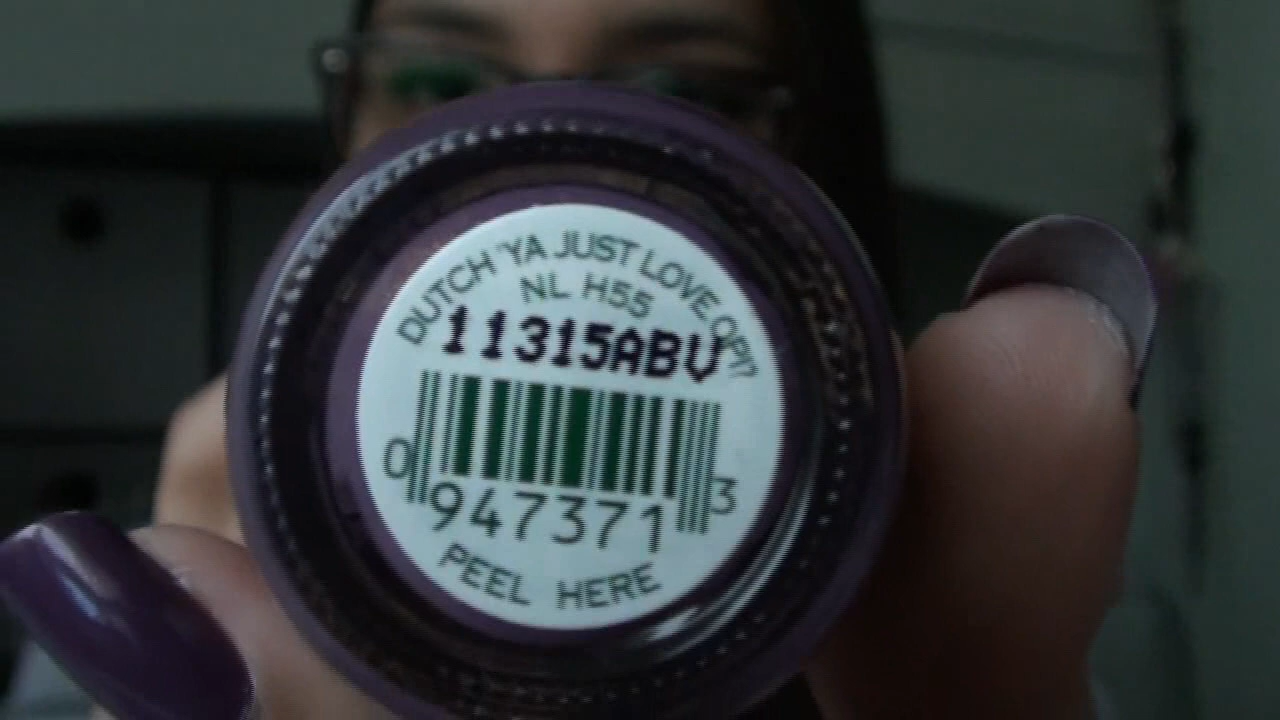 DUTCH 'YA JUST LOVE OPI?
NL H55
11315ABV
0 947371 3
PEEL HERE